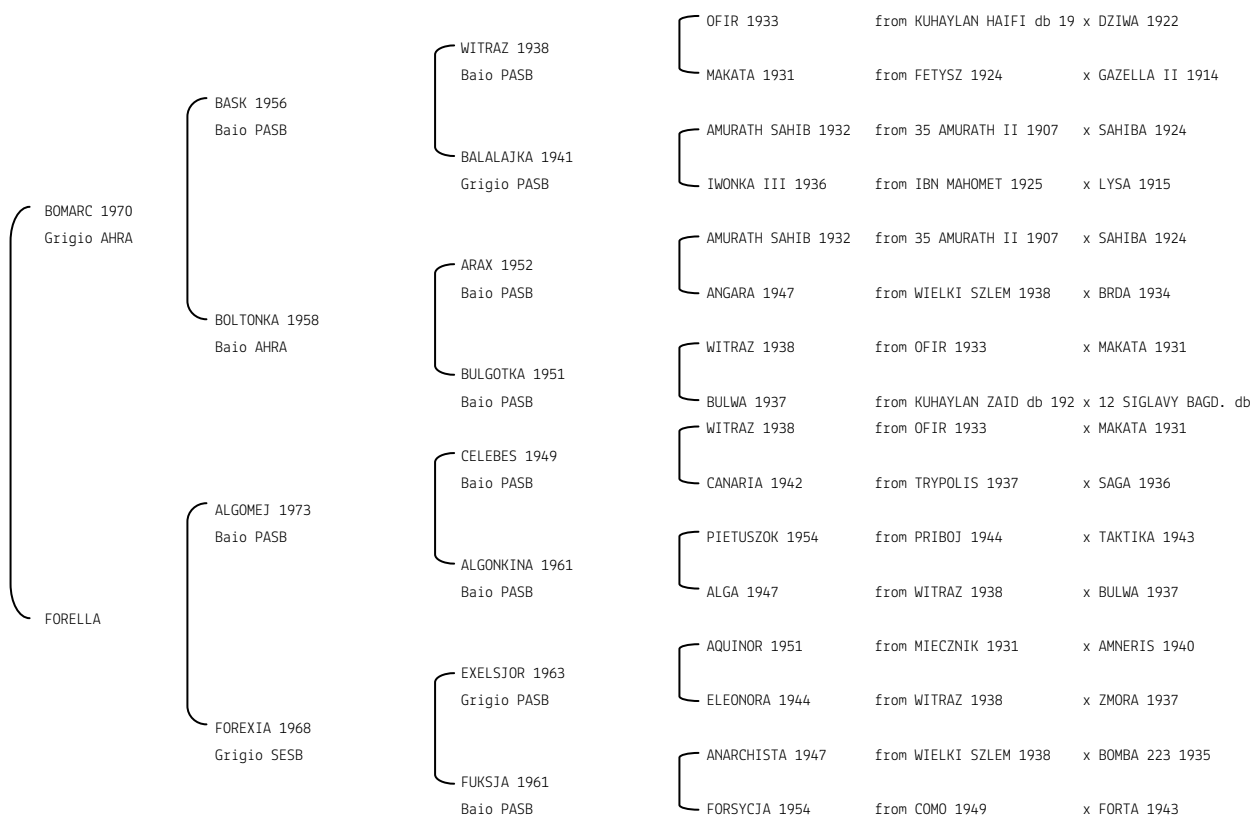 OFIR 1933 from KUHAYLAN HAIFI db 19 x DZIWA 1922
WITRAZ 1938
Baio PASB
MAKATA 1931 from FETYSZ 1924 x GAZELLA II 1914
BASK 1956
Baio PASB
AMURATH SAHIB 1932 from 35 AMURATH II 1907 x SAHIBA 1924
BALALAJKA 1941
Grigio PASB
IWONKA III 1936 from IBN MAHOMET 1925 x LYSA 1915
BOMARC 1970
Grigio AHRA
AMURATH SAHIB 1932 from 35 AMURATH II 1907 x SAHIBA 1924
ARAX 1952
Baio PASB
ANGARA 1947 from WIELKI SZLEM 1938 x BRDA 1934
BOLTONKA 1958
Baio AHRA
WITRAZ 1938 from OFIR 1933 x MAKATA 1931
BULGOTKA 1951
Baio PASB
BULWA 1937 from KUHAYLAN ZAID db 192 x 12 SIGLAVY BAGD. db
WITRAZ 1938 from OFIR 1933 x MAKATA 1931
CELEBES 1949
Baio PASB
CANARIA 1942 from TRYPOLIS 1937 x SAGA 1936
ALGOMEJ 1973
Baio PASB
PIETUSZOK 1954 from PRIBOJ 1944 x TAKTIKA 1943
ALGONKINA 1961
Baio PASB
ALGA 1947 from WITRAZ 1938 x BULWA 1937
FORELLA
AQUINOR 1951 from MIECZNIK 1931 x AMNERIS 1940
EXELSJOR 1963
Grigio PASB
ELEONORA 1944 from WITRAZ 1938 x ZMORA 1937
FOREXIA 1968
Grigio SESB
ANARCHISTA 1947 from WIELKI SZLEM 1938 x BOMBA 223 1935
FUKSJA 1961
Baio PASB
FORSYCJA 1954 from COMO 1949 x FORTA 1943